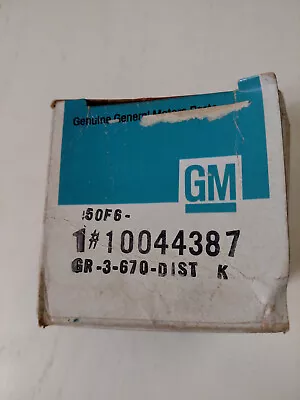 Genuine General Motors Parts
GM
50F6-
1#10044387
GR-3-670-DIST K